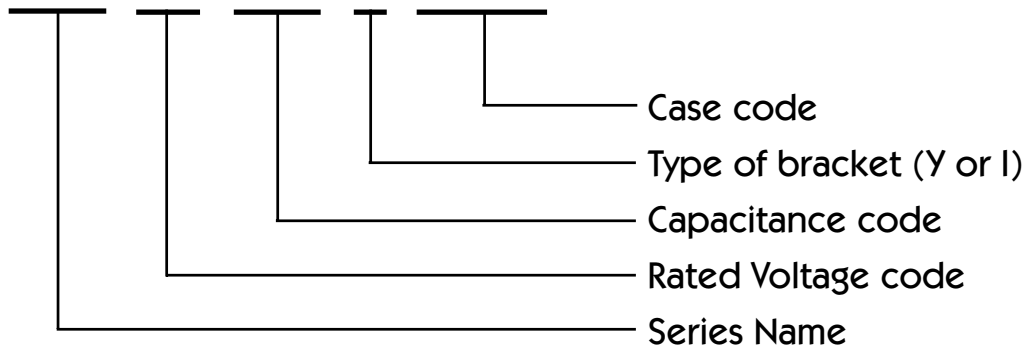 Case code
Type of bracket (Y or I)
Capacitance code
Rated Voltage code
Series Name